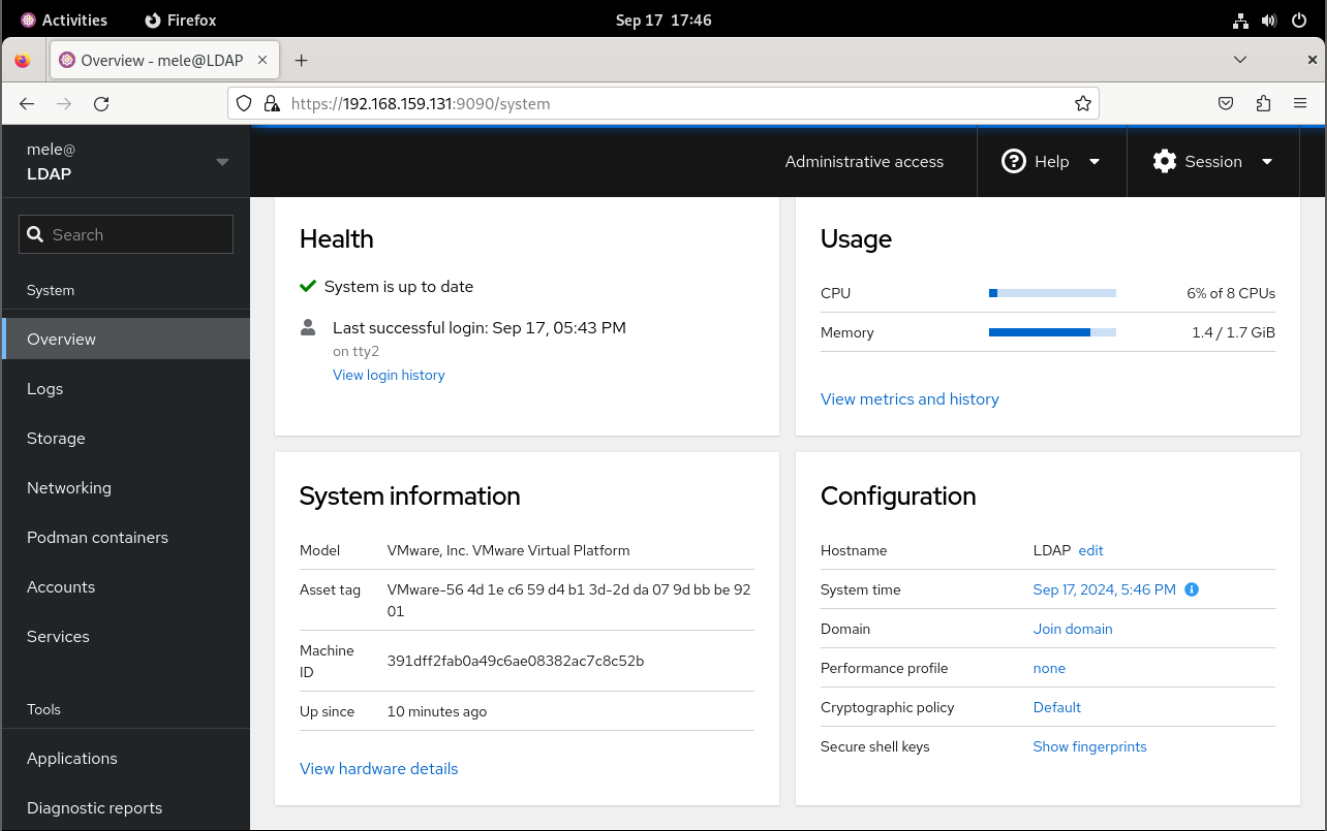 Activities
Firefox
Sep 17 17:46
Overview - mele@LDAP
https://192.168.159.131:9090/system
mele@
LDAP
Administrative access
Help
Session
Search
System
Overview
Logs
Storage
Networking
Podman containers
Accounts
Services
Tools
Applications
Diagnostic reports
Health
System is up to date
Last successful login: Sep 17, 05:43 PM
on tty2
View login history
Usage
CPU 6% of 8 CPUs
Memory 1.4 / 1.7 GiB
View metrics and history
System information
Model VMware, Inc. VMware Virtual Platform
Asset tag VMware-56 4d 1e c6 59 d4 b1 3d-2d da 07 9d bb be 92
01
Machine
ID
391dff2fab0a49c6ae08382ac7c8c52b
Up since 10 minutes ago
View hardware details
Configuration
Hostname LDAP edit
System time Sep 17, 2024, 5:46 PM
Domain Join domain
Performance profile none
Cryptographic policy Default
Secure shell keys Show fingerprints